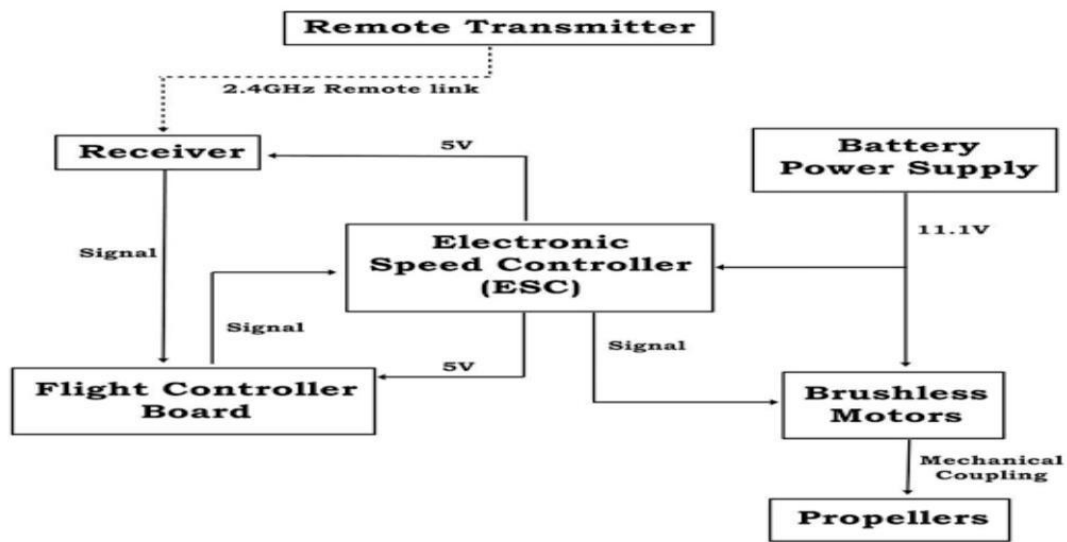 Remote Transmitter
2.4GHz Remote link
Receiver
5V
Battery
Power Supply
11.1V
Signal
Electronic
Speed Controller
(ESC)
Signal
Signal
5V
Flight Controller
Board
Brushless
Motors
Mechanical
Coupling
Propellers